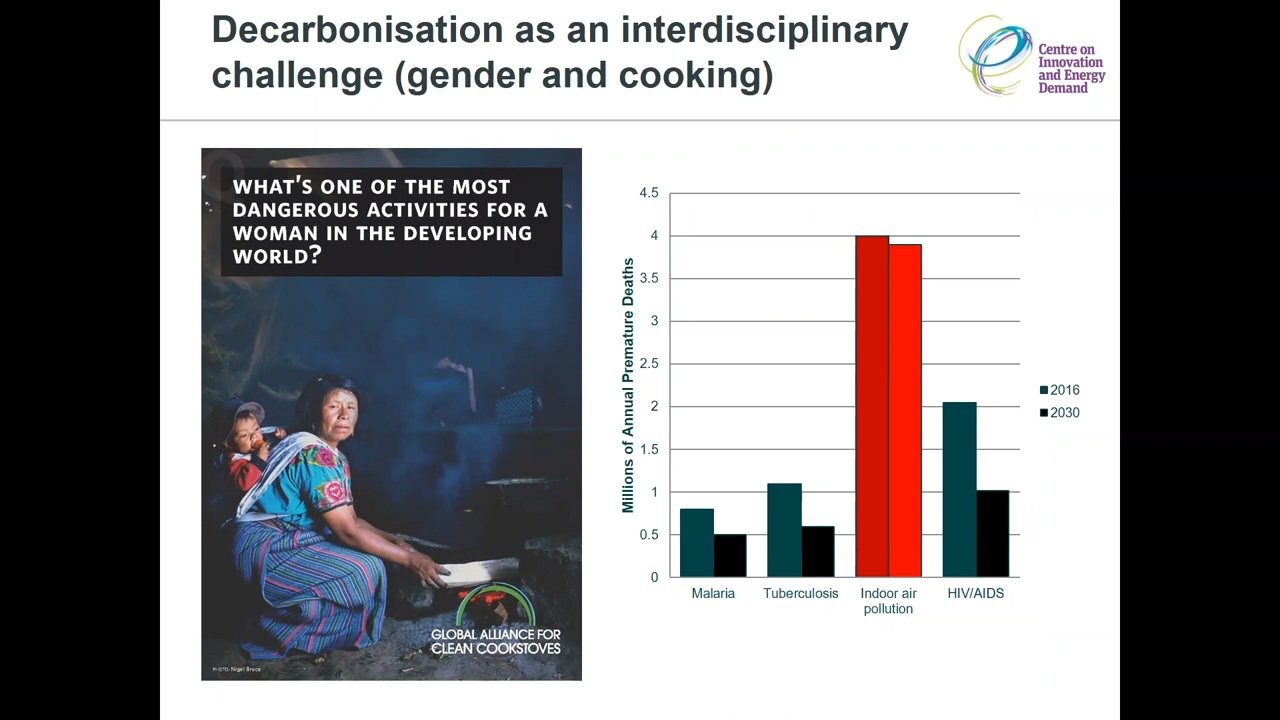 Decarbonisation as an interdisciplinary
challenge (gender and cooking)
Centre on
Innovation
and Energy
Demand
WHAT'S ONE OF THE MOST
DANGEROUS ACTIVITIES FOR A
WOMAN IN THE DEVELOPING
WORLD?
GLOBAL ALLIANCE FOR
CLEAN COOKSTOVES
PHOTO: Nigel Bruce
Millions of Annual Premature Deaths
4.5
4
3.5
3
2.5
2
1.5
1
0.5
0
Malaria
Tuberculosis
Indoor air
pollution
HIV/AIDS
2016
2030